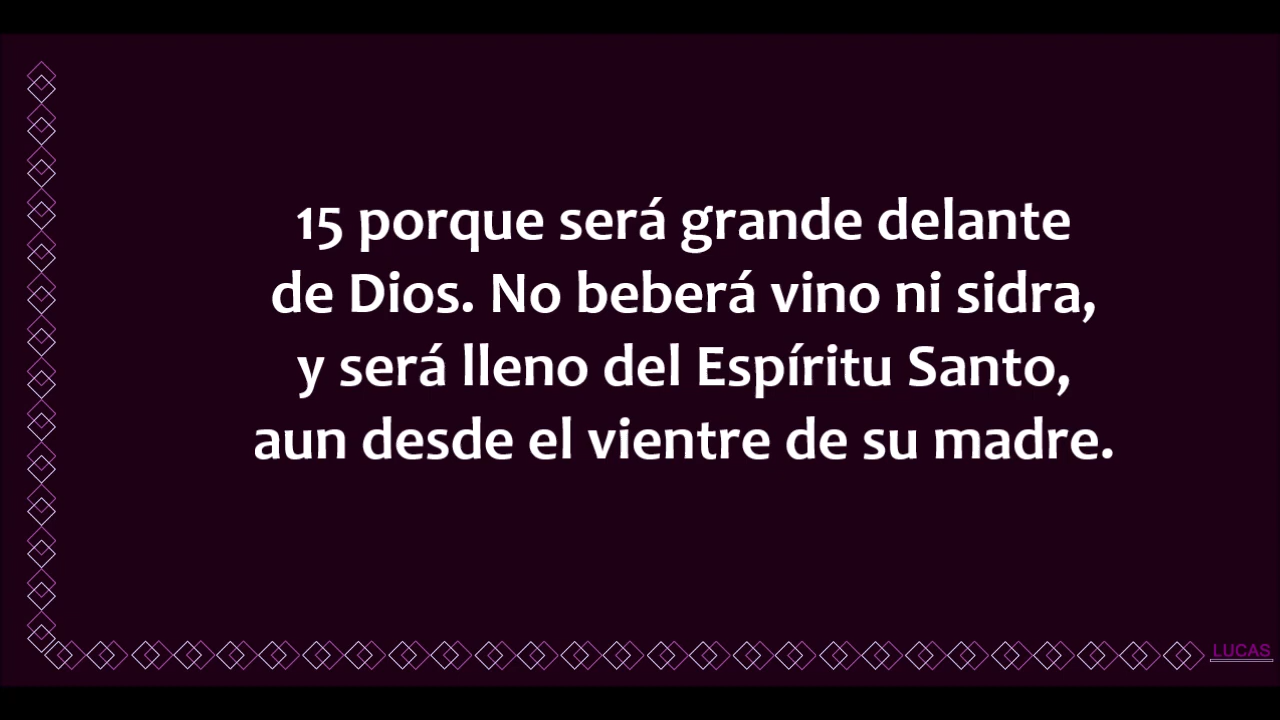 15 porque será grande delante
de Dios. No beberá vino ni sidra,
y será lleno del Espíritu Santo,
aun desde el vientre de su madre.
LUCAS